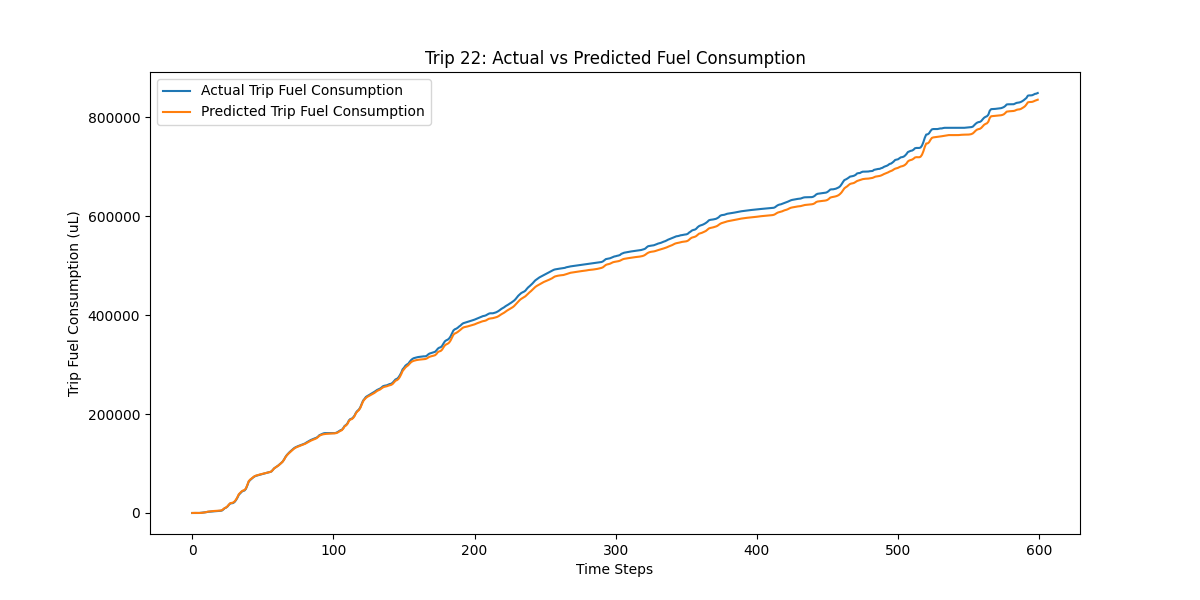 Trip 22: Actual vs Predicted Fuel Consumption
Actual Trip Fuel Consumption
Predicted Trip Fuel Consumption
Trip Fuel Consumption (uL)
800000
600000
400000
200000
0
0 100 200 300 400 500 600
Time Steps